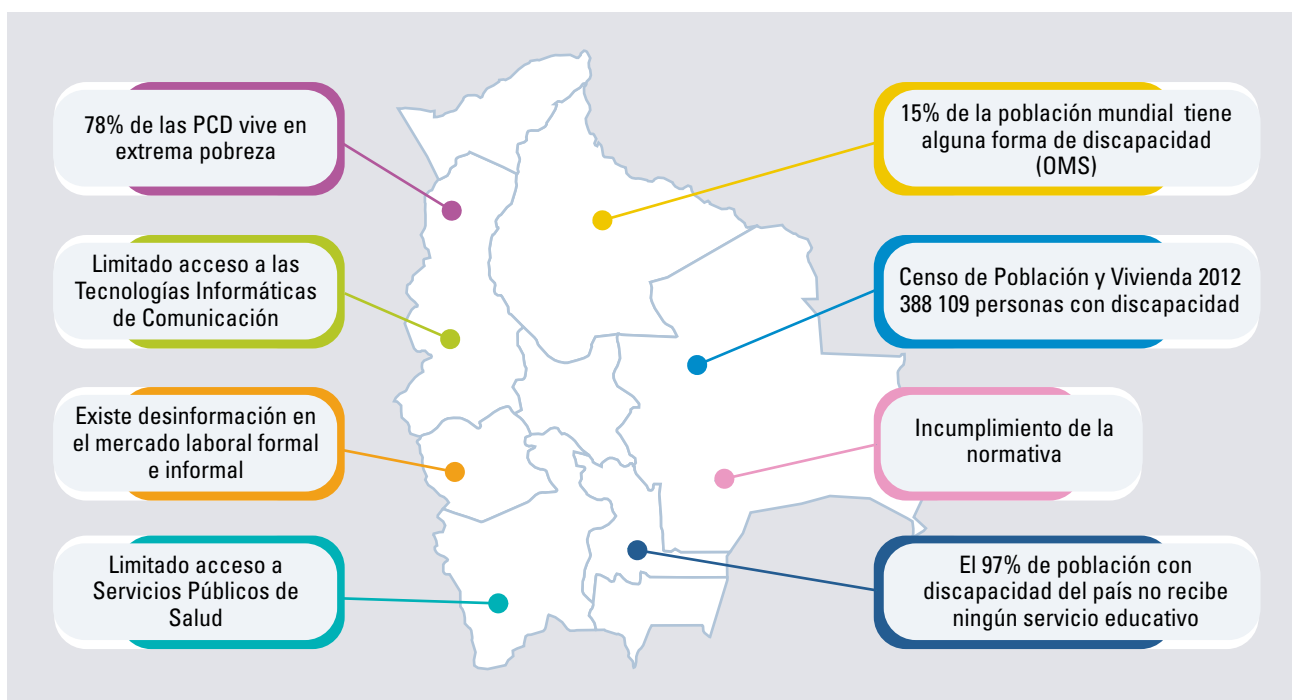 78% de las PCD vive en
extrema pobreza
Limitado acceso a las
Tecnologías Informáticas
de Comunicación
Existe desinformación en
el mercado laboral formal
e informal
Limitado acceso a
Servicios Públicos de
Salud
15% de la población mundial tiene
alguna forma de discapacidad
(OMS)
Censo de Población y Vivienda 2012
388 109 personas con discapacidad
Incumplimiento de la
normativa
El 97% de población con
discapacidad del país no recibe
ningún servicio educativo